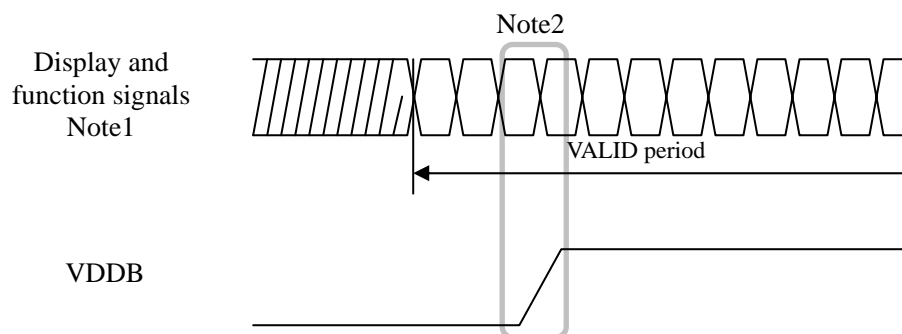 Note2
Display and
function signals
Note1
VALID period
VDDB